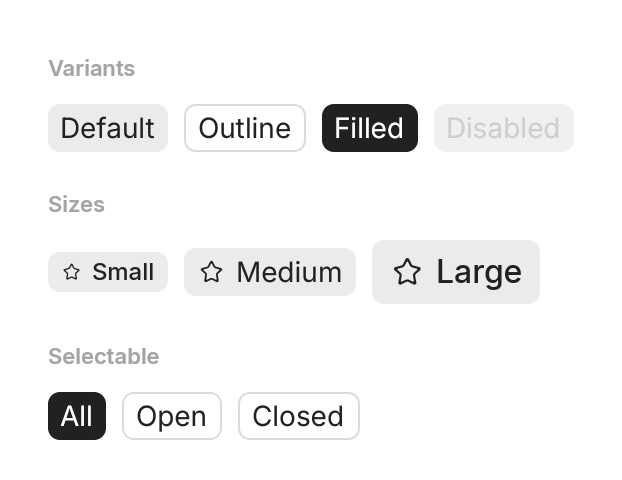 Variants
Default Outline Filled Disabled
Sizes
Small Medium Large
Selectable
All Open Closed